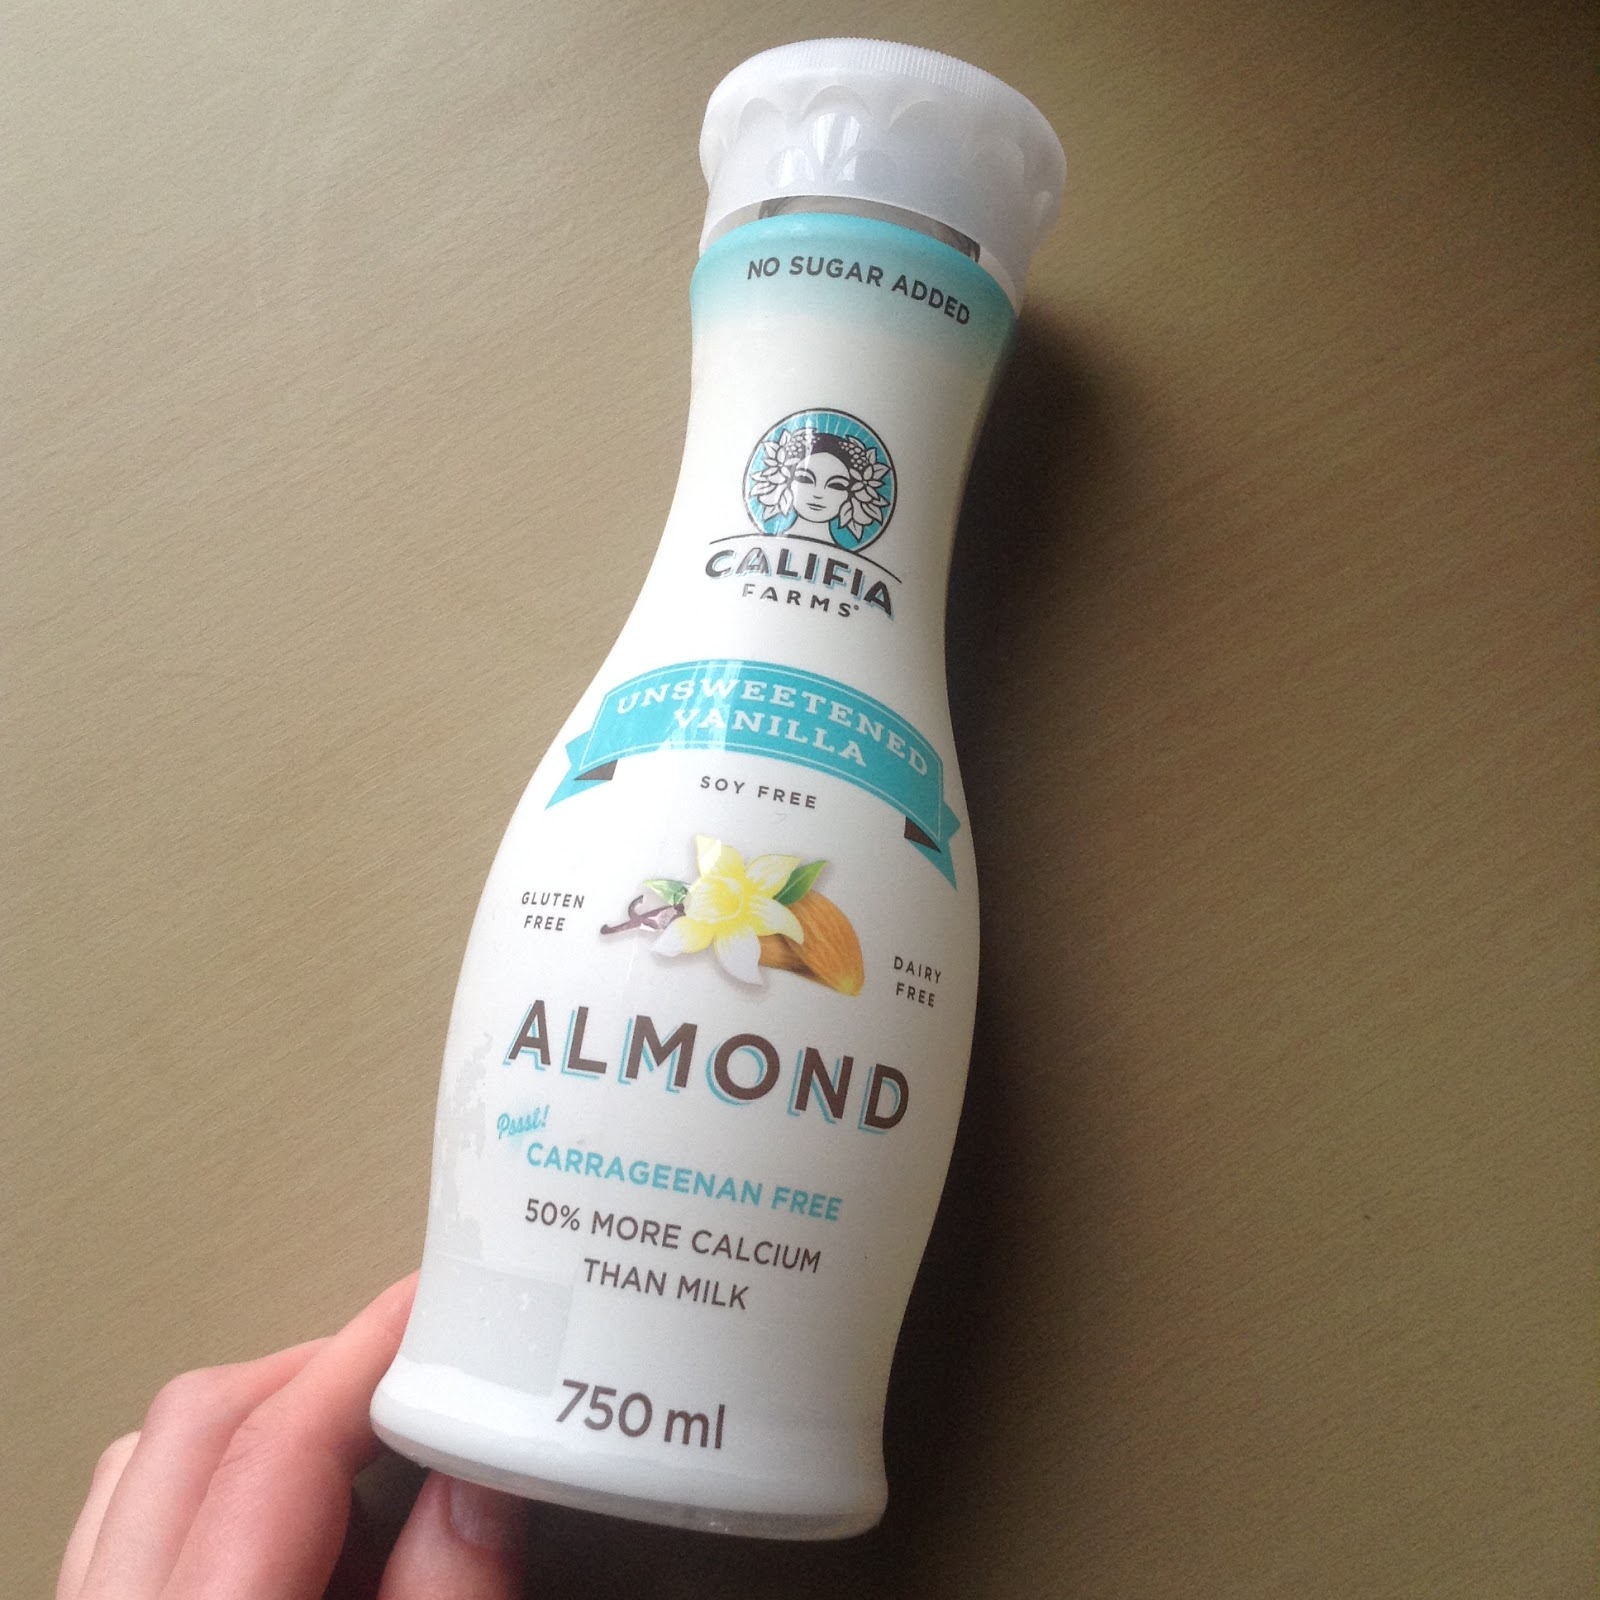 NO SUGAR ADDED
CALIFIA
FARMS®
UNSWEETENED
VANILLA
SOY FREE
GLUTEN
FREE
DAIRY
FREE
ALMOND
Pssst!
CARRAGEENAN FREE
50% MORE CALCIUM
THAN MILK
750 ml